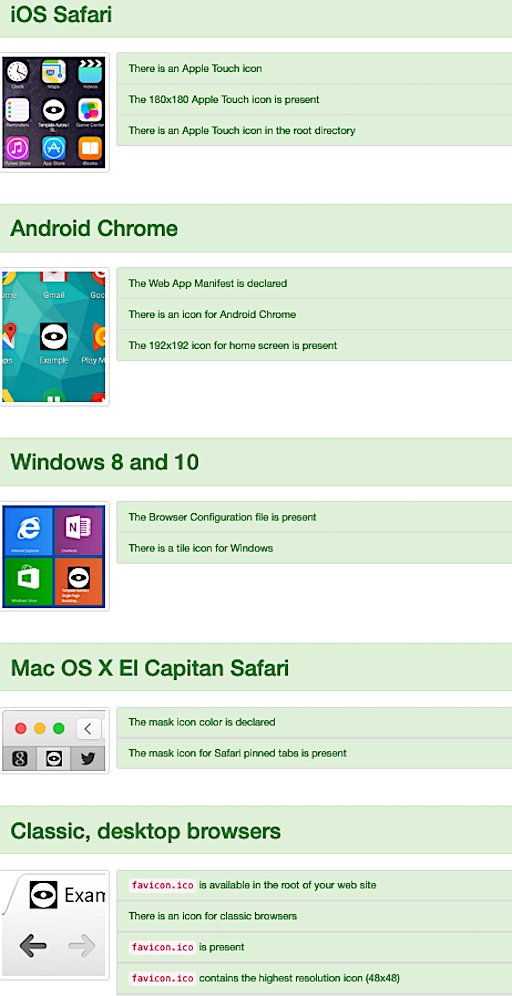 iOS Safari
There is an Apple Touch icon
The 180x180 Apple Touch icon is present
There is an Apple Touch icon in the root directory
Clock Maps Videos
Reminders Game Center
iTunes Store App Store iBooks
Android Chrome
The Web App Manifest is declared
There is an icon for Android Chrome
The 192x192 icon for home screen is present
ome Gmail Goo
aps Example Play M
Windows 8 and 10
The Browser Configuration file is present
There is a tile icon for Windows
Internet Explorer OneNote
Windows Store
Single Page
Bootstrap...
Mac OS X El Capitan Safari
The mask icon color is declared
The mask icon for Safari pinned tabs is present
Classic, desktop browsers
Exam
favicon.ico is available in the root of your web site
There is an icon for classic browsers
favicon.ico is present
favicon.ico contains the highest resolution icon (48x48)